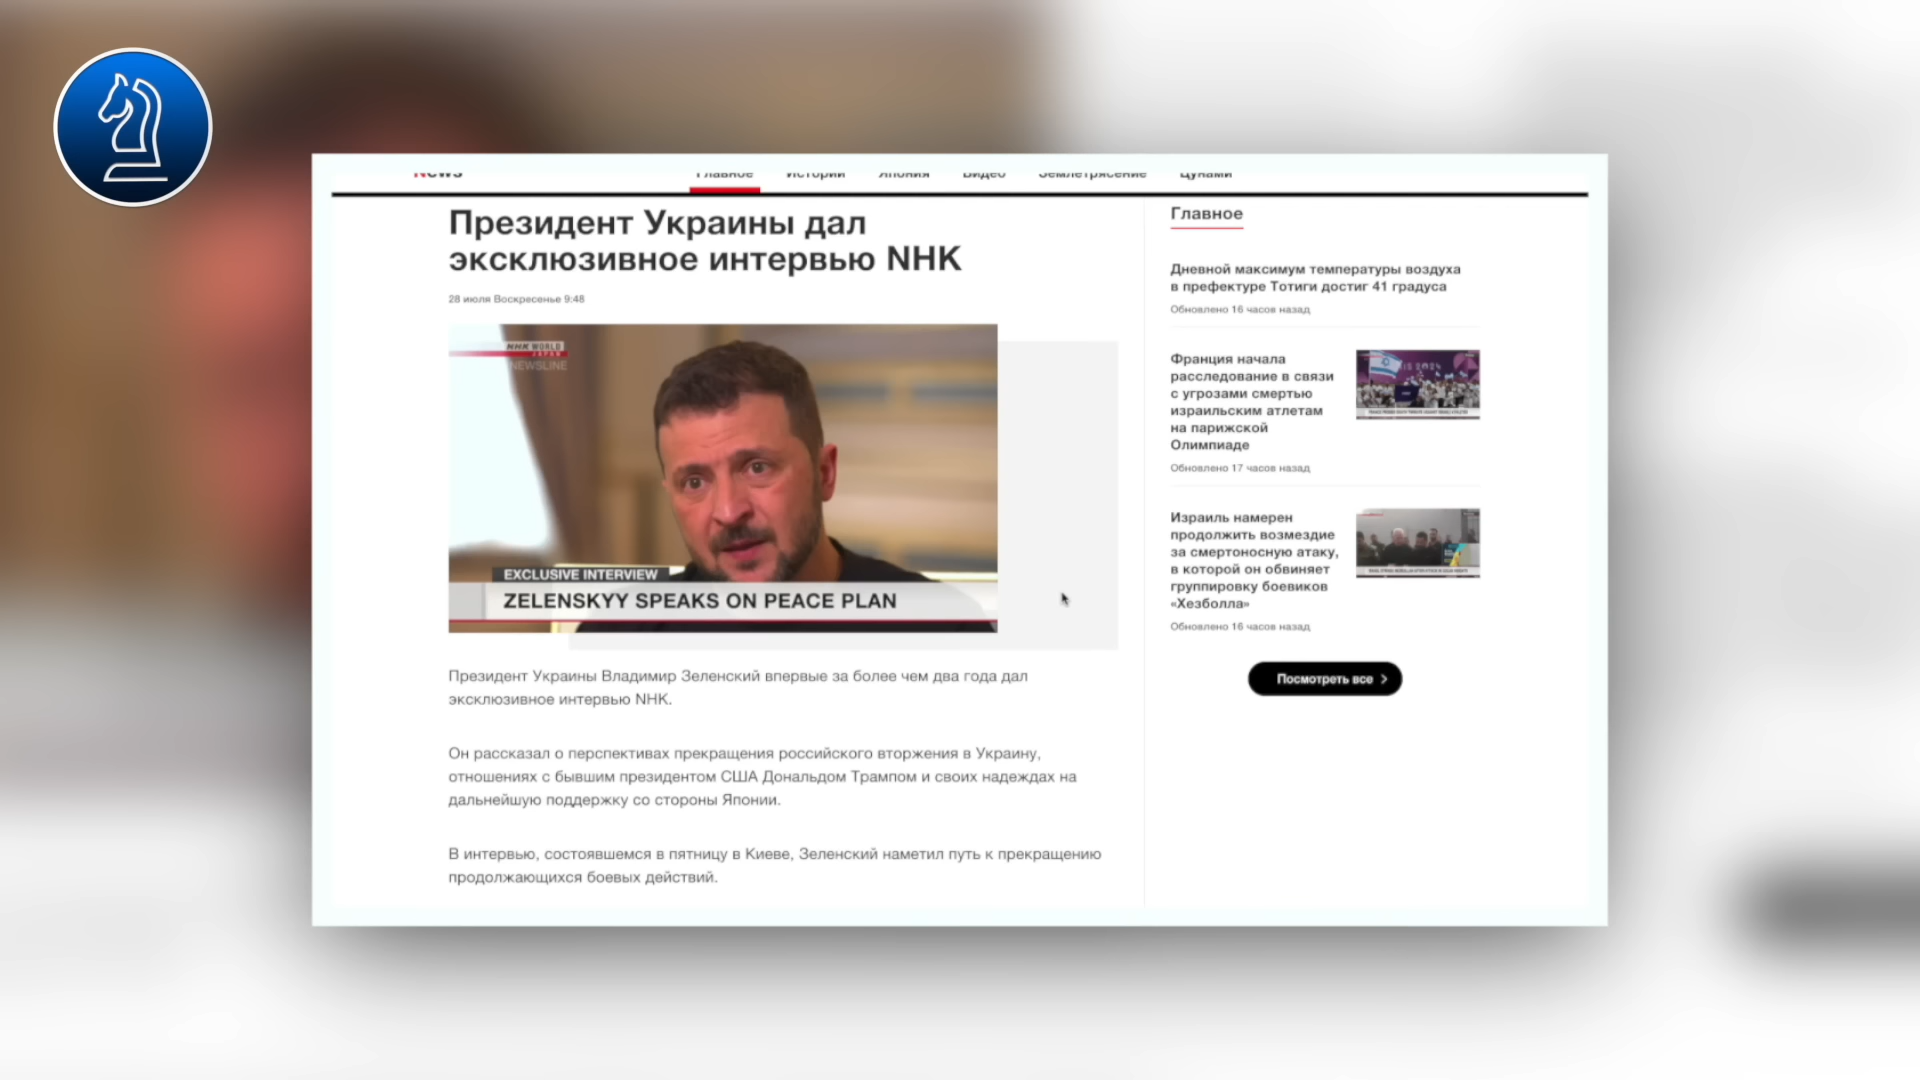 News
Главное Истории Япония Видео Землетрясение Цунами
Президент Украины дал
эксклюзивное интервью NHK
28 июля Воскресенье 9:48
NHK WORLD
JAPAN
NEWSLINE
EXCLUSIVE INTERVIEW
ZELENSKYY SPEAKS ON PEACE PLAN
Президент Украины Владимир Зеленский впервые за более чем два года дал
эксклюзивное интервью NHK.
Он рассказал о перспективах прекращения российского вторжения в Украину,
отношениях с бывшим президентом США Дональдом Трампом и своих надеждах на
дальнейшую поддержку со стороны Японии.
В интервью, состоявшемся в пятницу в Киеве, Зеленский наметил путь к прекращению
продолжающихся боевых действий.
Главное
Дневной максимум температуры воздуха
в префектуре Тотиги достиг 41 градуса
Обновлено 16 часов назад
Франция начала
расследование в связи
с угрозами смертью
израильским атлетам
на парижской
Олимпиаде
Обновлено 17 часов назад
Израиль намерен
продолжить возмездие
за смертоносную атаку,
в которой он обвиняет
группировку боевиков
«Хезболла»
Обновлено 16 часов назад
Посмотреть все